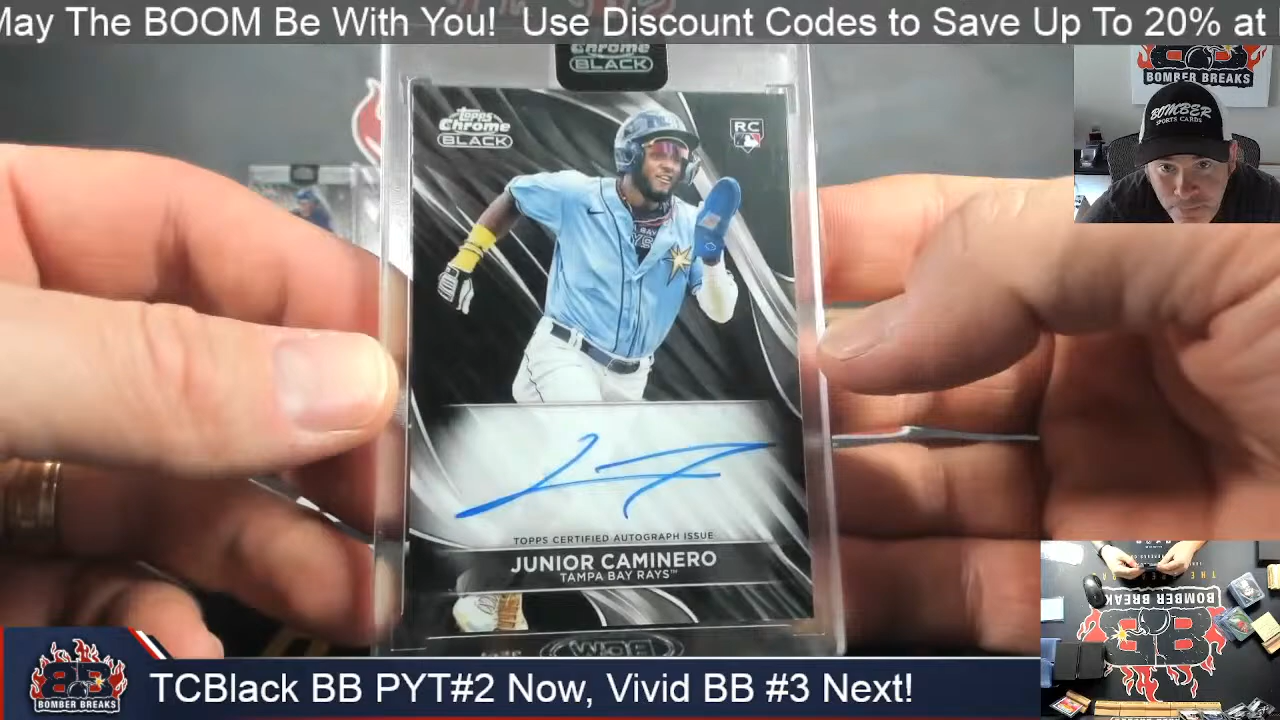 May The BOOM Be With You! Use Discount Codes to Save Up To 20% at
Chrome
BLACK
BOMBER BREAKS
BOMBER
SPORTS CARDS
Topps
Chrome
BLACK
RC
RAYS
TOPPS CERTIFIED AUTOGRAPH ISSUE
JUNIOR CAMINERO
TAMPA BAY RAYS™
BOMBER BREAK
BOMBER BREAKS
TCBlack BB PYT#2 Now, Vivid BB #3 Next!